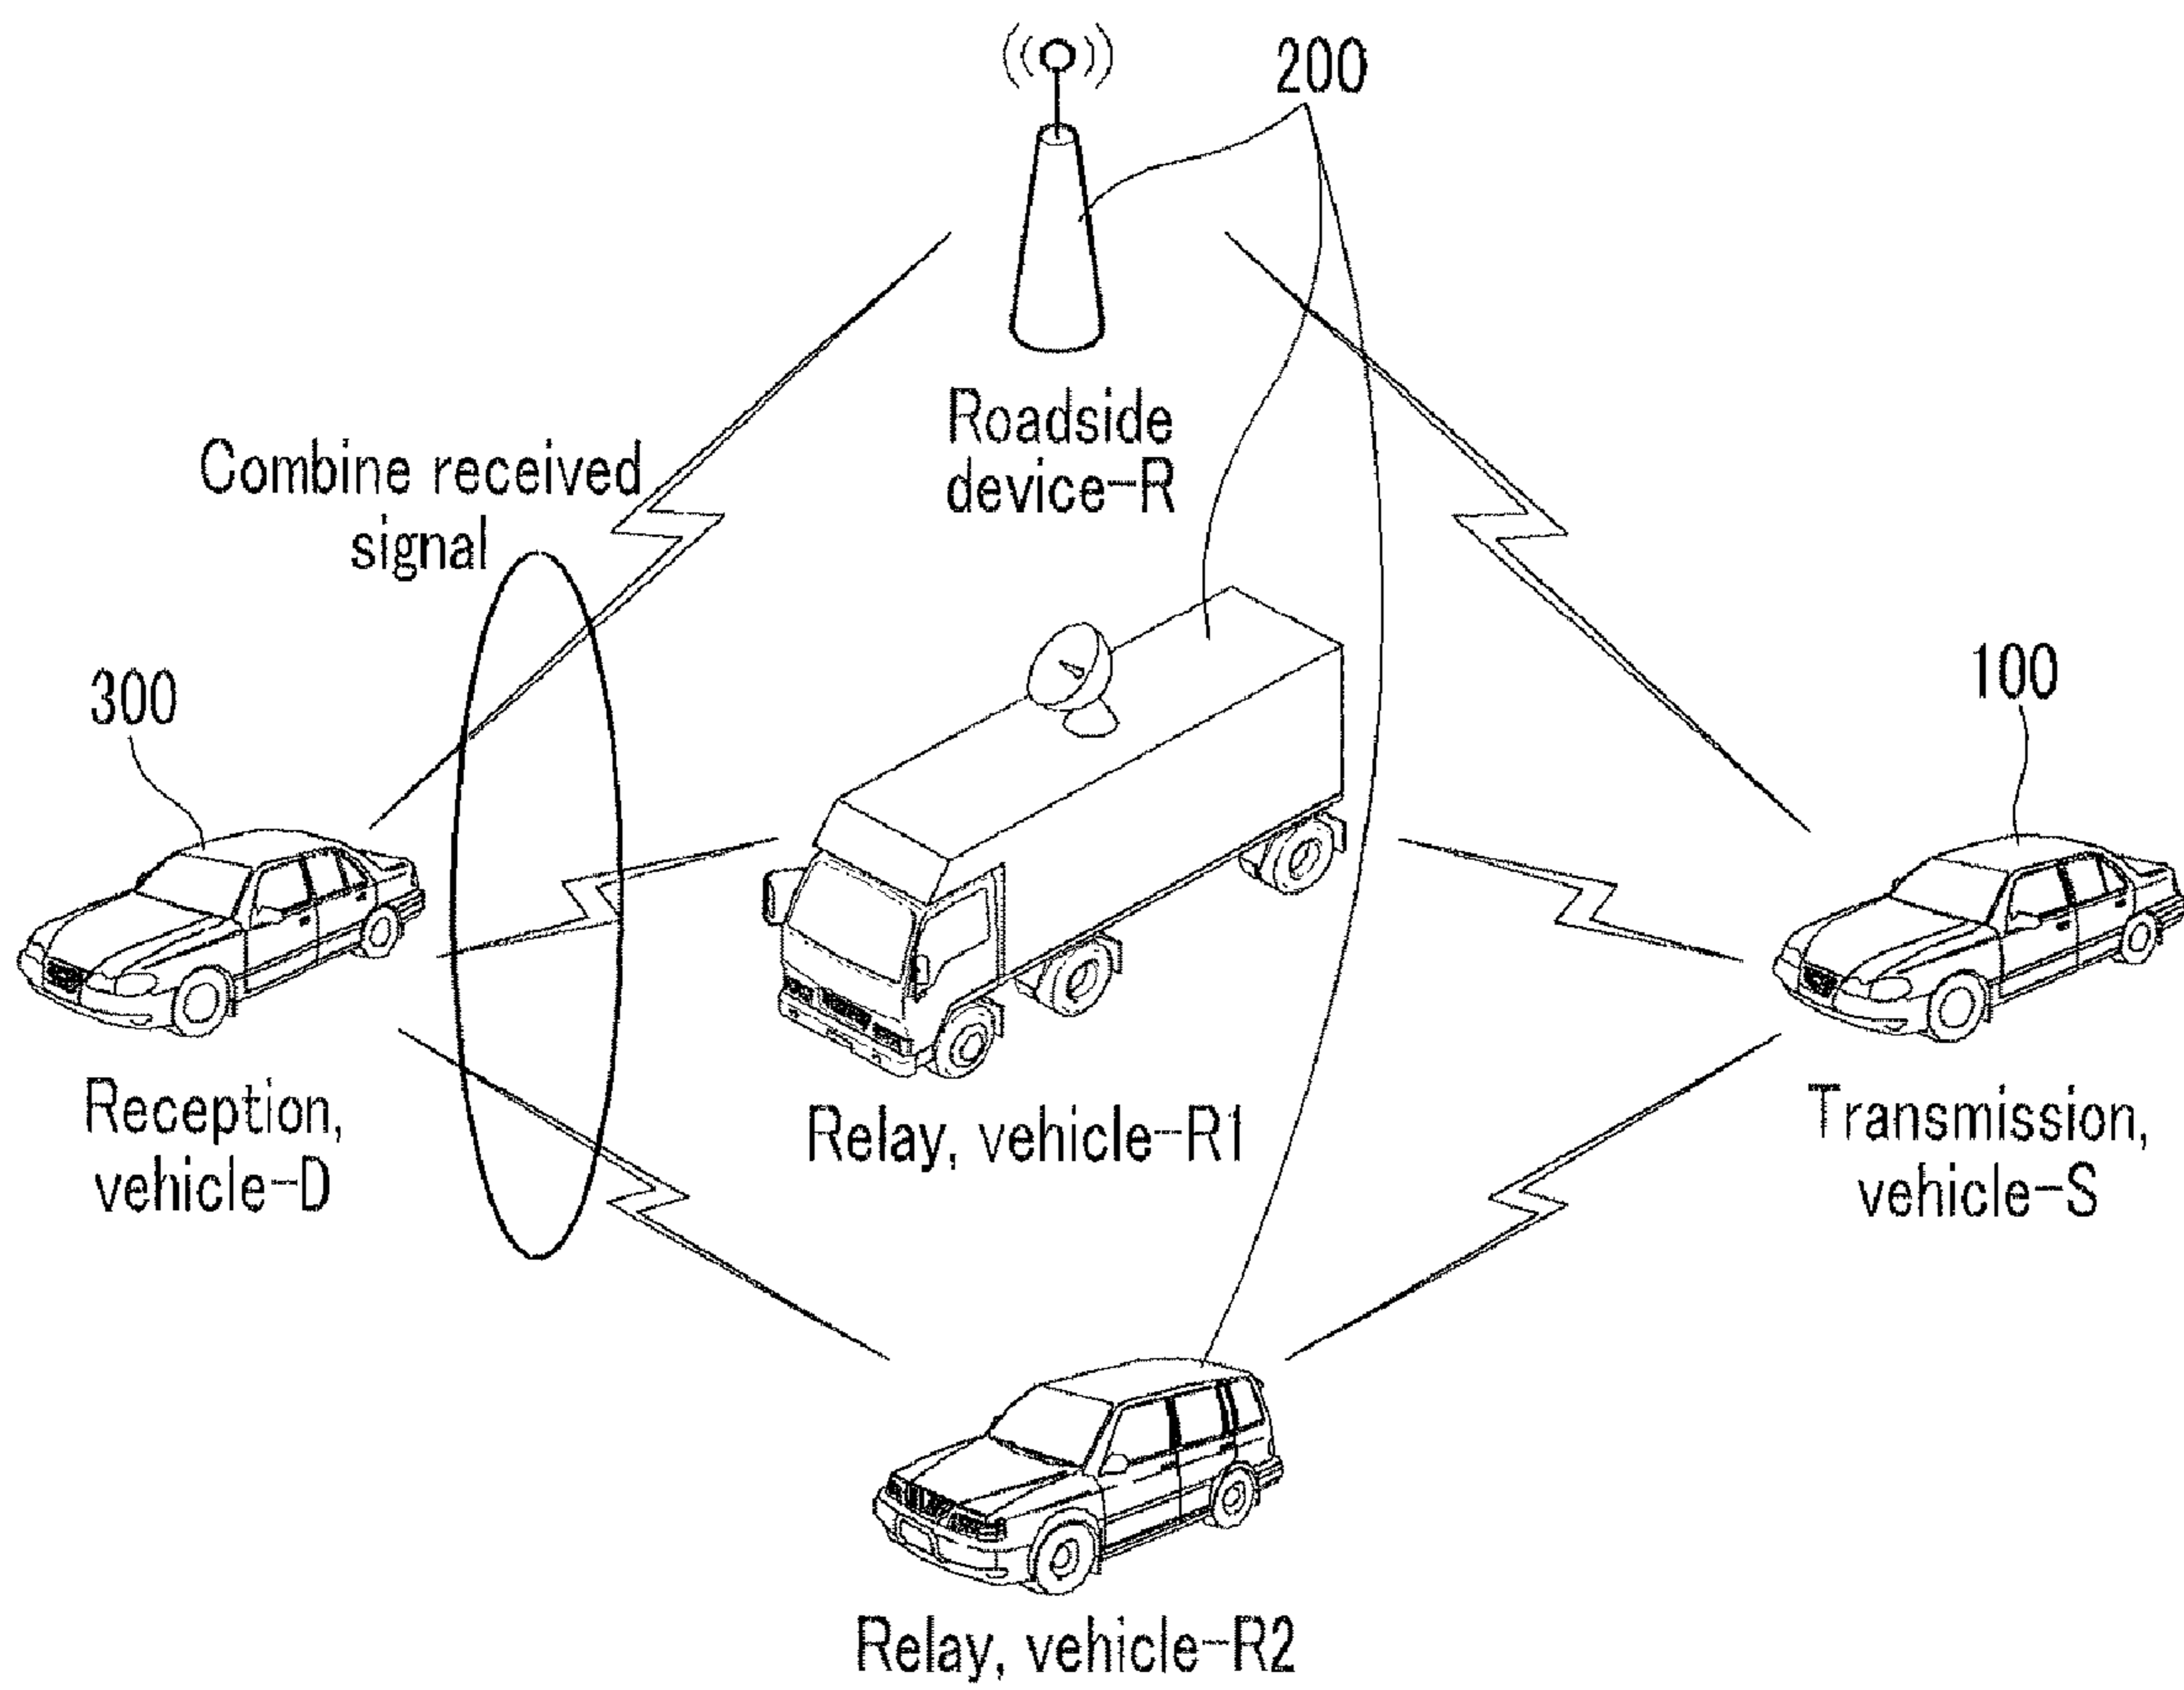 200
Roadside
device-R
Combine received
signal
300
100
Reception,
vehicle-D
Relay, vehicle-R1
Transmission,
vehicle-S
Relay, vehicle-R2